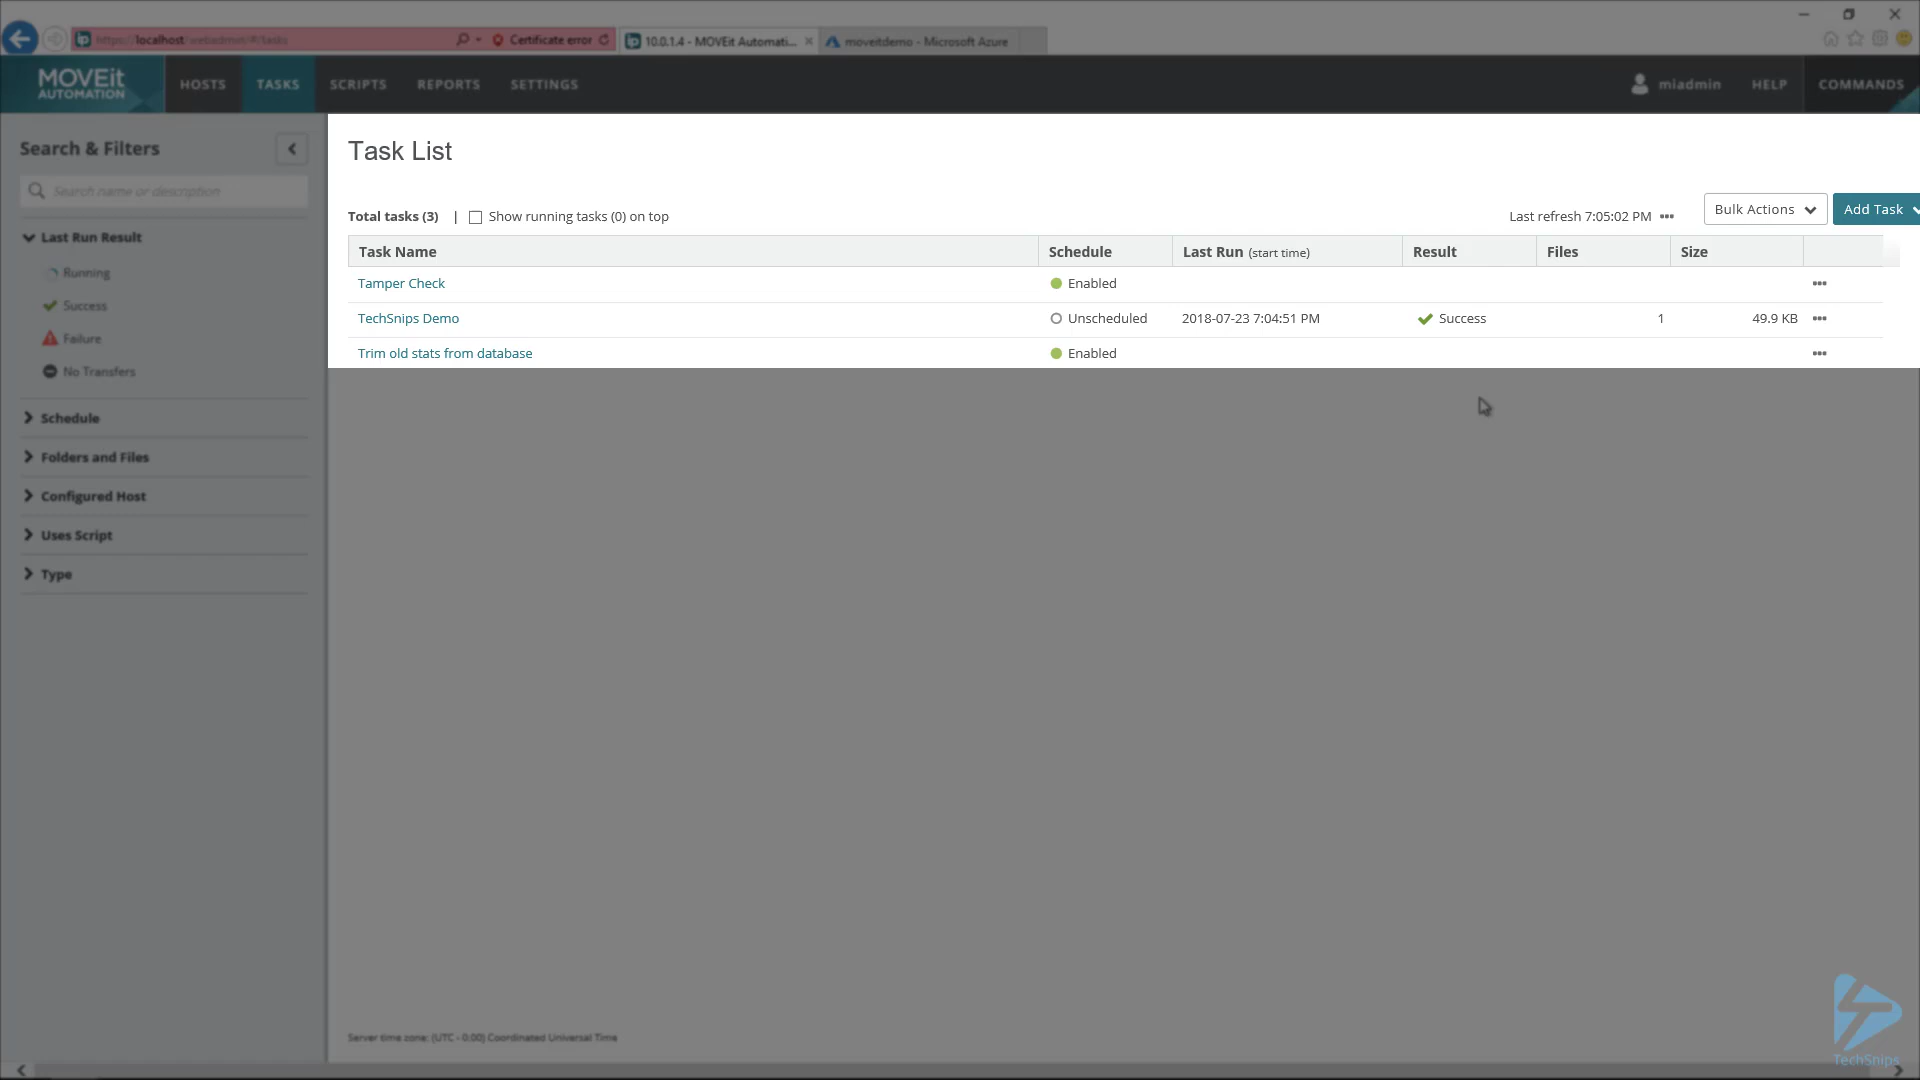 https://localhost/webadmin/#/tasks
Certificate error
10.0.1.4 - MOVEit Automati...
moveitdemo - Microsoft Azure
MOVEit
AUTOMATION
HOSTS
TASKS
SCRIPTS
REPORTS
SETTINGS
miadmin
HELP
COMMANDS
Search & Filters
Search name or description
Last Run Result
Running
Success
Failure
No Transfers
Schedule
Folders and Files
Configured Host
Uses Script
Type
Task List
Total tasks (3) | Show running tasks (0) on top
Last refresh 7:05:02 PM
Bulk Actions
Add Task
Task Name Schedule Last Run (start time) Result Files Size
Tamper Check Enabled
TechSnips Demo Unscheduled 2018-07-23 7:04:51 PM Success 1 49.9 KB
Trim old stats from database Enabled
Server time zone: (UTC - 0:00) Coordinated Universal Time
TechSnips